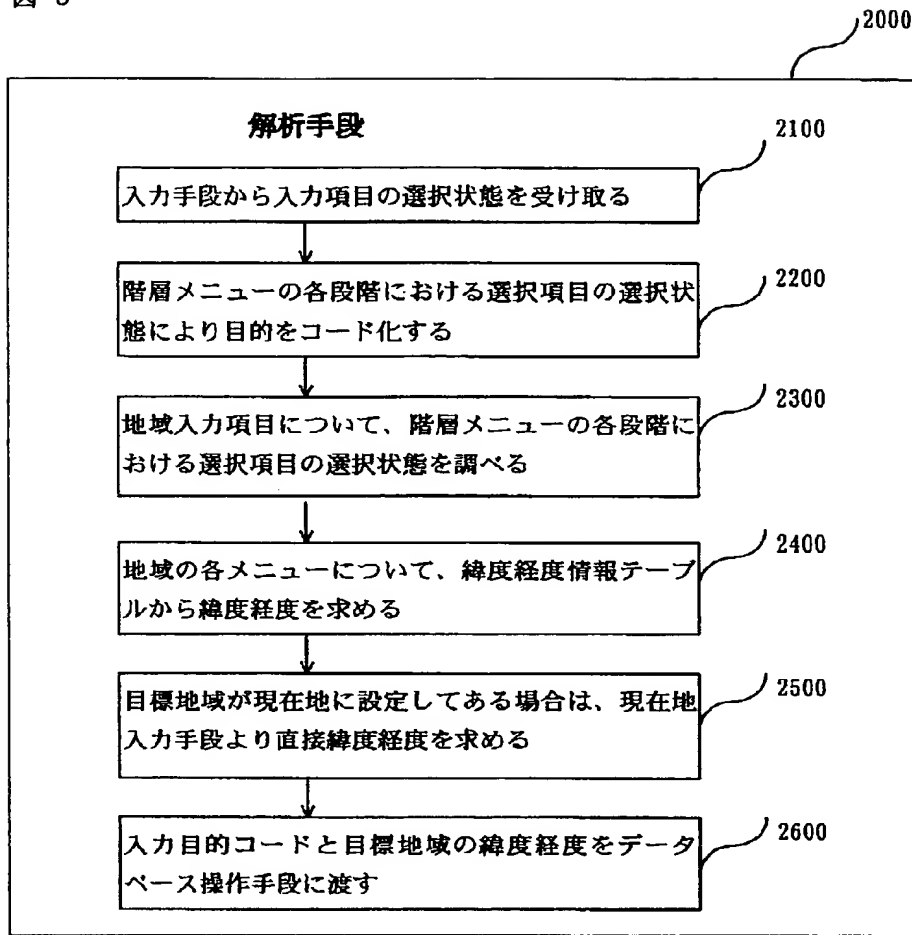 2000
解析手段
2100
入力手段から入力項目の選択状態を受け取る
2200
階層メニューの各段階における選択項目の選択状
態により目的をコード化する
2300
地域入力項目について、階層メニューの各段階に
おける選択項目の選択状態を調べる
2400
地域の各メニューについて、緯度経度情報テーブ
ルから緯度経度を求める
2500
目標地域が現在地に設定してある場合は、現在地
入力手段より直接緯度経度を求める
2600
入力目的コードと目標地域の緯度経度をデータ
ベース操作手段に渡す